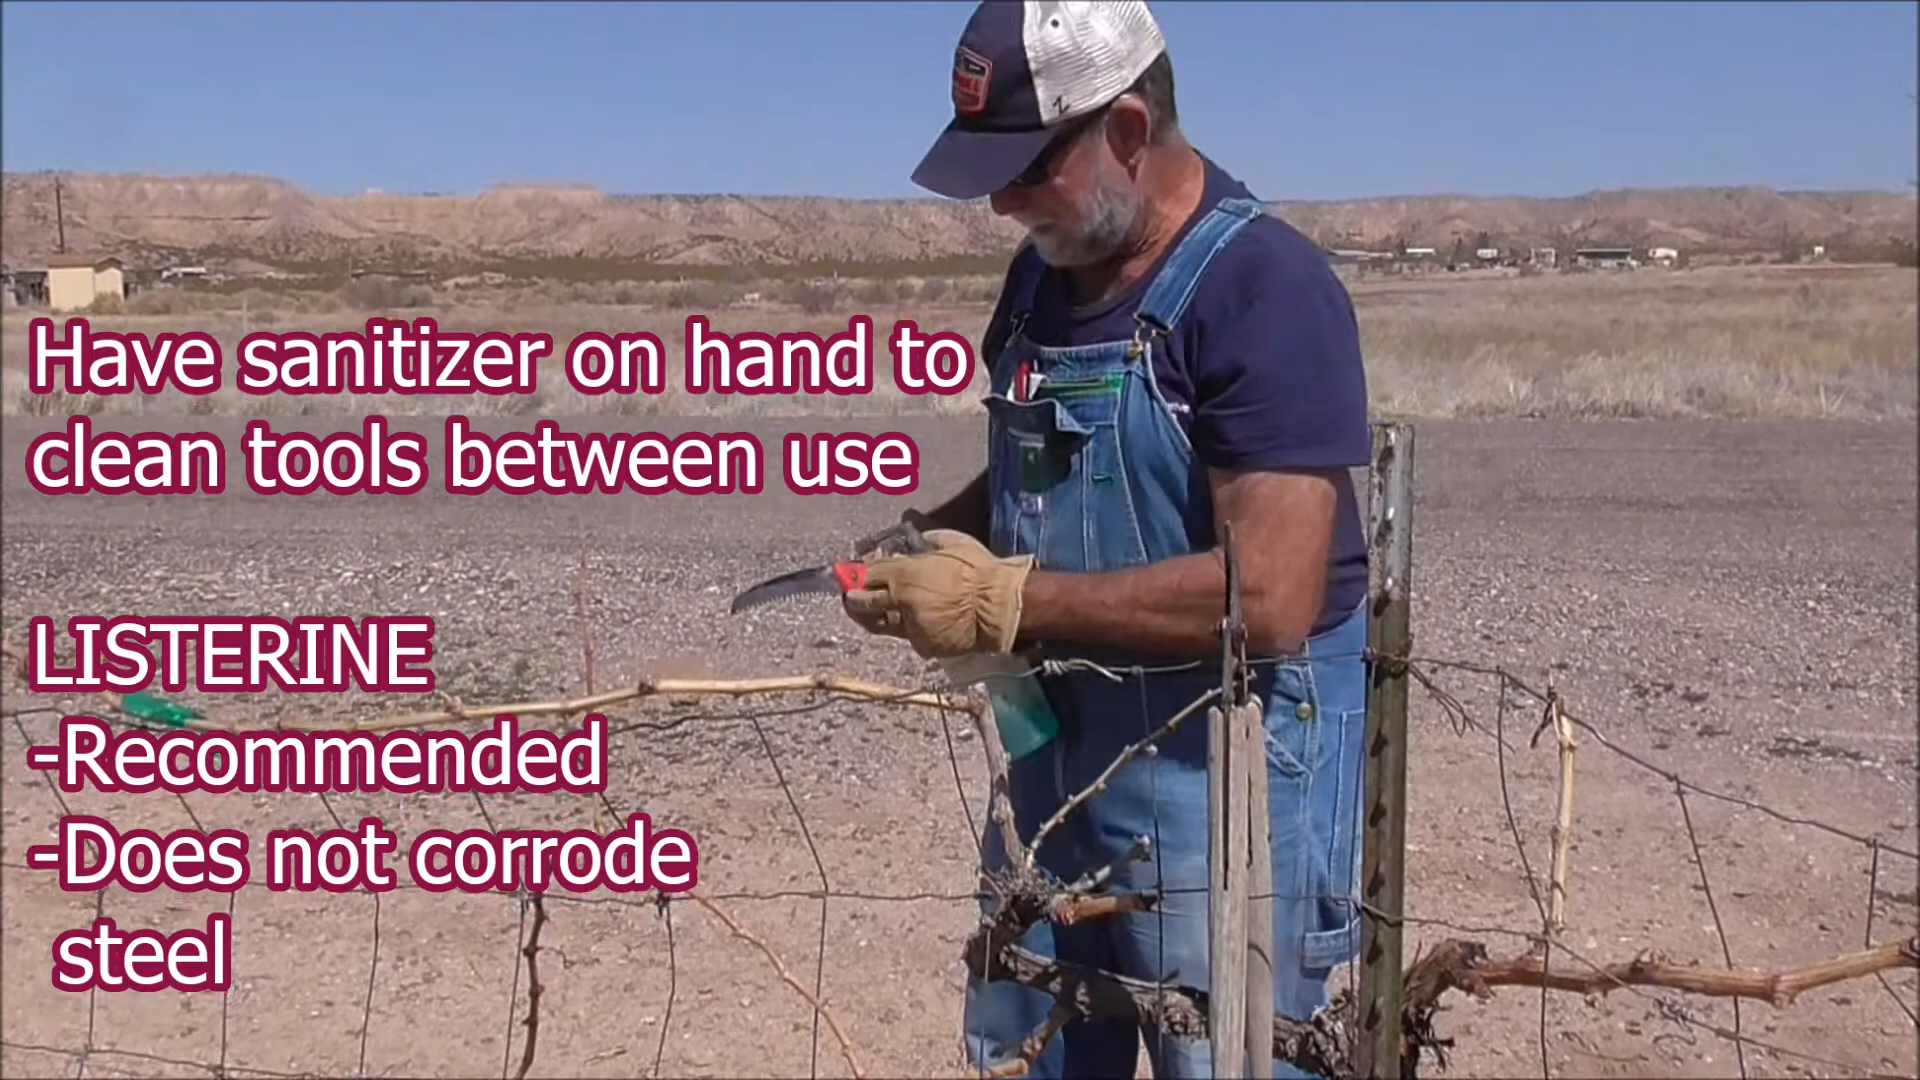 Have sanitizer on hand to
clean tools between use
LISTERINE
-Recommended
-Does not corrode
steel